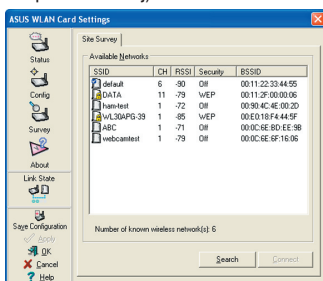 ASUS WLAN Card Settings
Status
Config
Survey
About
Link State
Save Configuration
Apply
OK
Cancel
Help
Site Survey
Available Networks
SSID CH RSSI Security BSSID
default 6 -90 Off 00:11:22:33:44:55
DATA 11 -79 WEP 00:11:2F:00:00:06
ham-test 1 -72 Off 00:90:4C:4E:00:2D
WL30APG-39 1 -85 WEP 00:E0:18:F4:44:5F
ABC 1 -71 Off 00:0C:6E:BD:EE:9B
webcamtest 1 -79 Off 00:0C:6E:6F:16:06
Number of known wireless network(s): 6
Search Connect